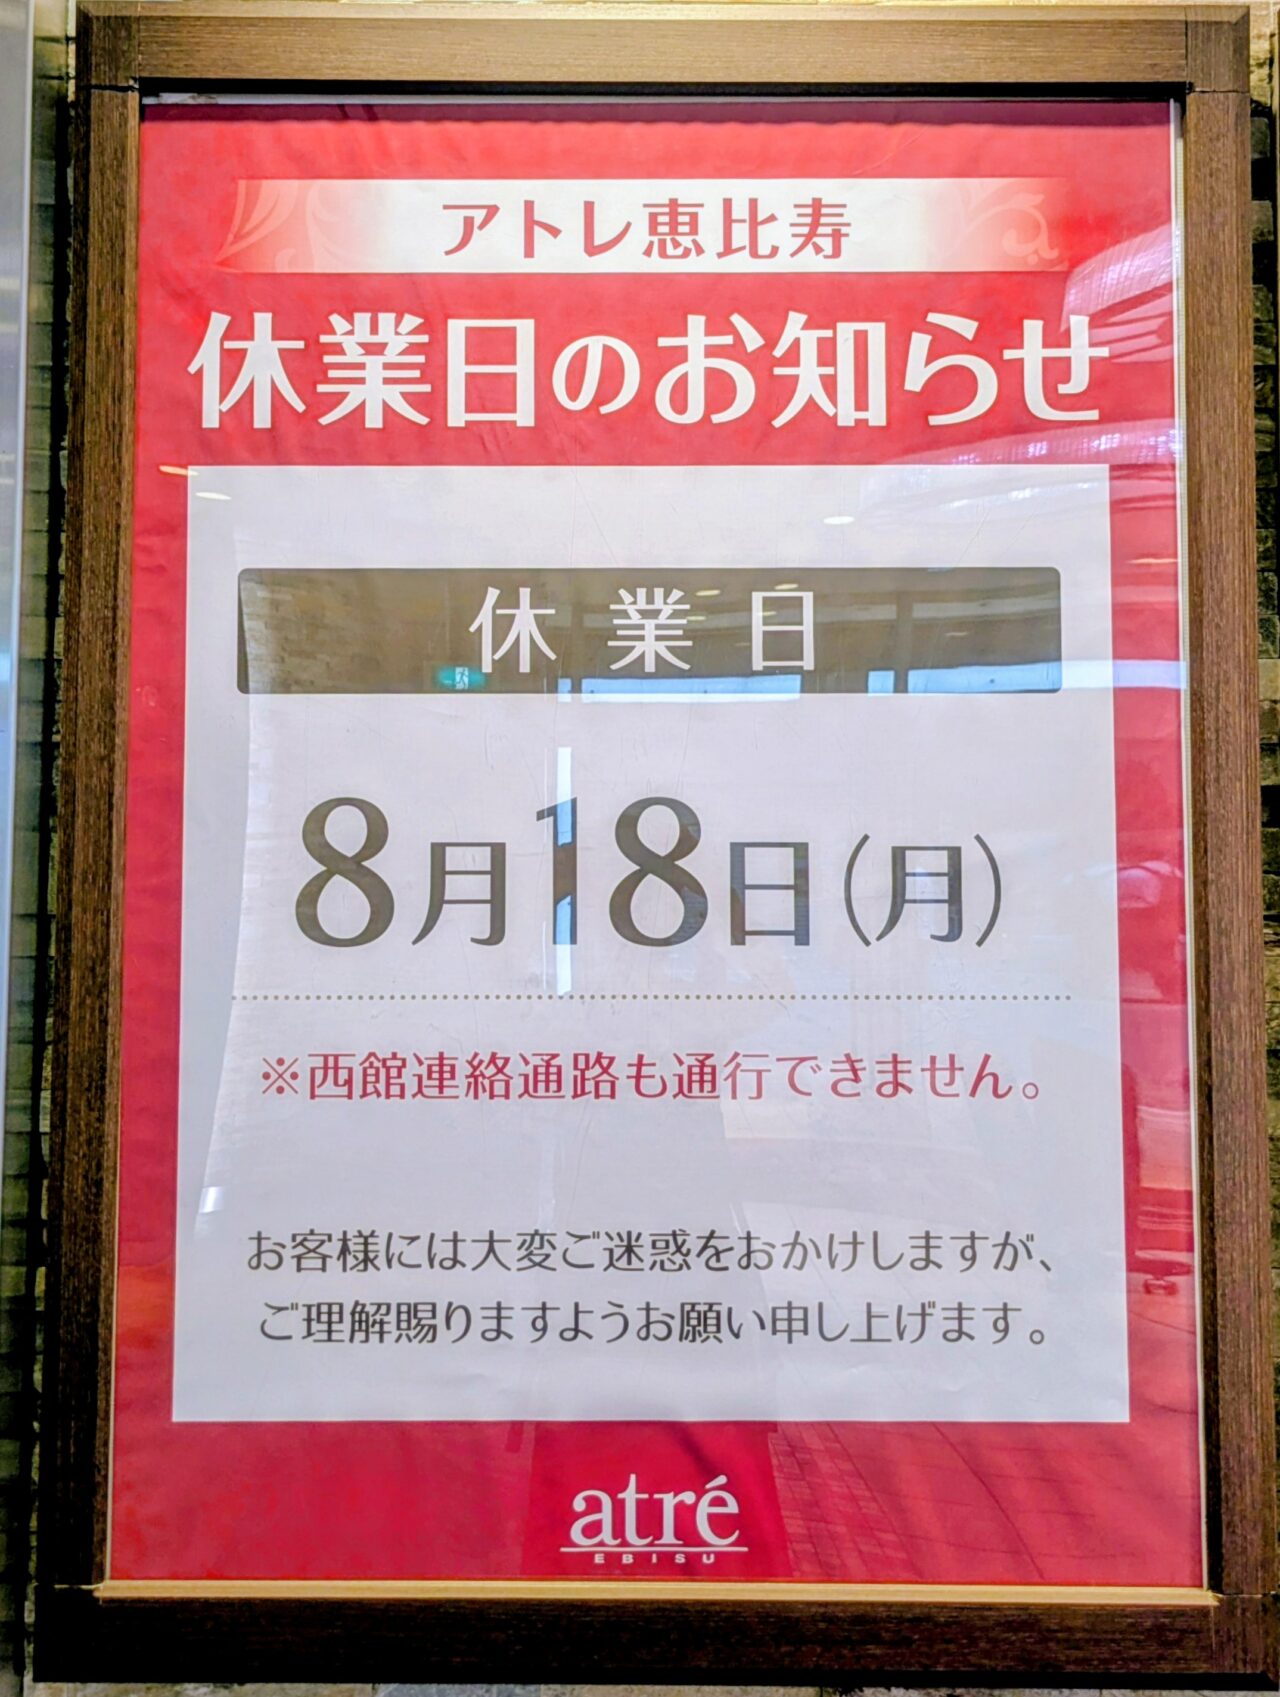 アトレ恵比寿
休業日のお知らせ
休業日
8月18日(月)
※西館連絡通路も通行できません。
お客様には大変ご迷惑をおかけしますが、
ご理解賜りますようお願い申し上げます。
atré
EBISU